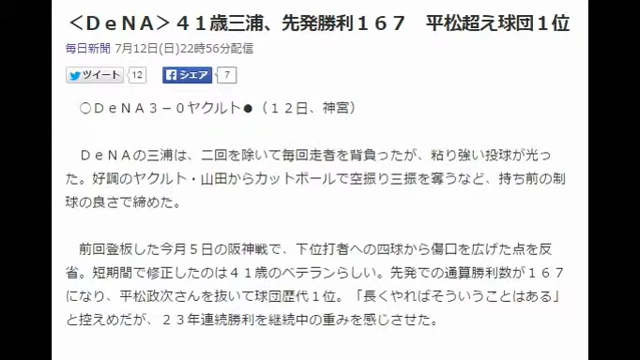 ＜ＤｅＮＡ＞４１歳三浦、先発勝利１６７　平松超え球団１位
毎日新聞 7月12日(日)22時56分配信
ツイート 12 シェア 7
○ＤｅＮＡ３－０ヤクルト●（１２日、神宮）
ＤｅＮＡの三浦は、二回を除いて毎回走者を背負ったが、粘り強い投球が光っ
た。好調のヤクルト・山田からカットボールで空振り三振を奪うなど、持ち前の制
球の良さで締めた。
前回登板した今月５日の阪神戦で、下位打者への四球から傷口を広げた点を反
省。短期間で修正したのは４１歳のベテランらしい。先発での通算勝利数が１６７
になり、平松政次さんを抜いて球団歴代１位。「長くやればそういうことはある」
と控えめだが、２３年連続勝利を継続中の重みを感じさせた。